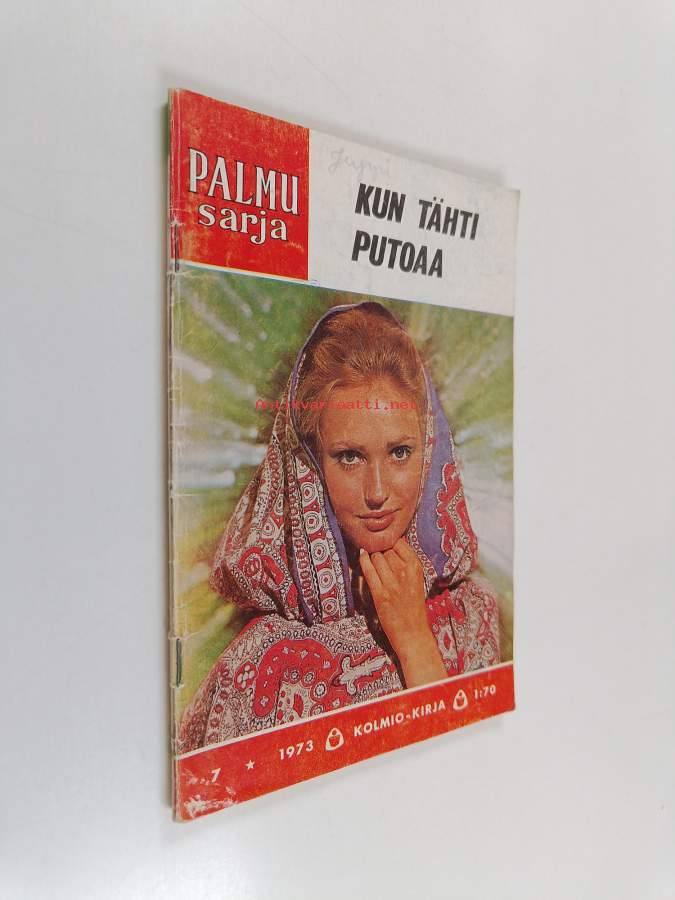 PALMU
sarja
KUN TÄHTI
PUTOAA
antikvariaatti.net
7 ★ 1973 KOLMIO-KIRJA 1:70